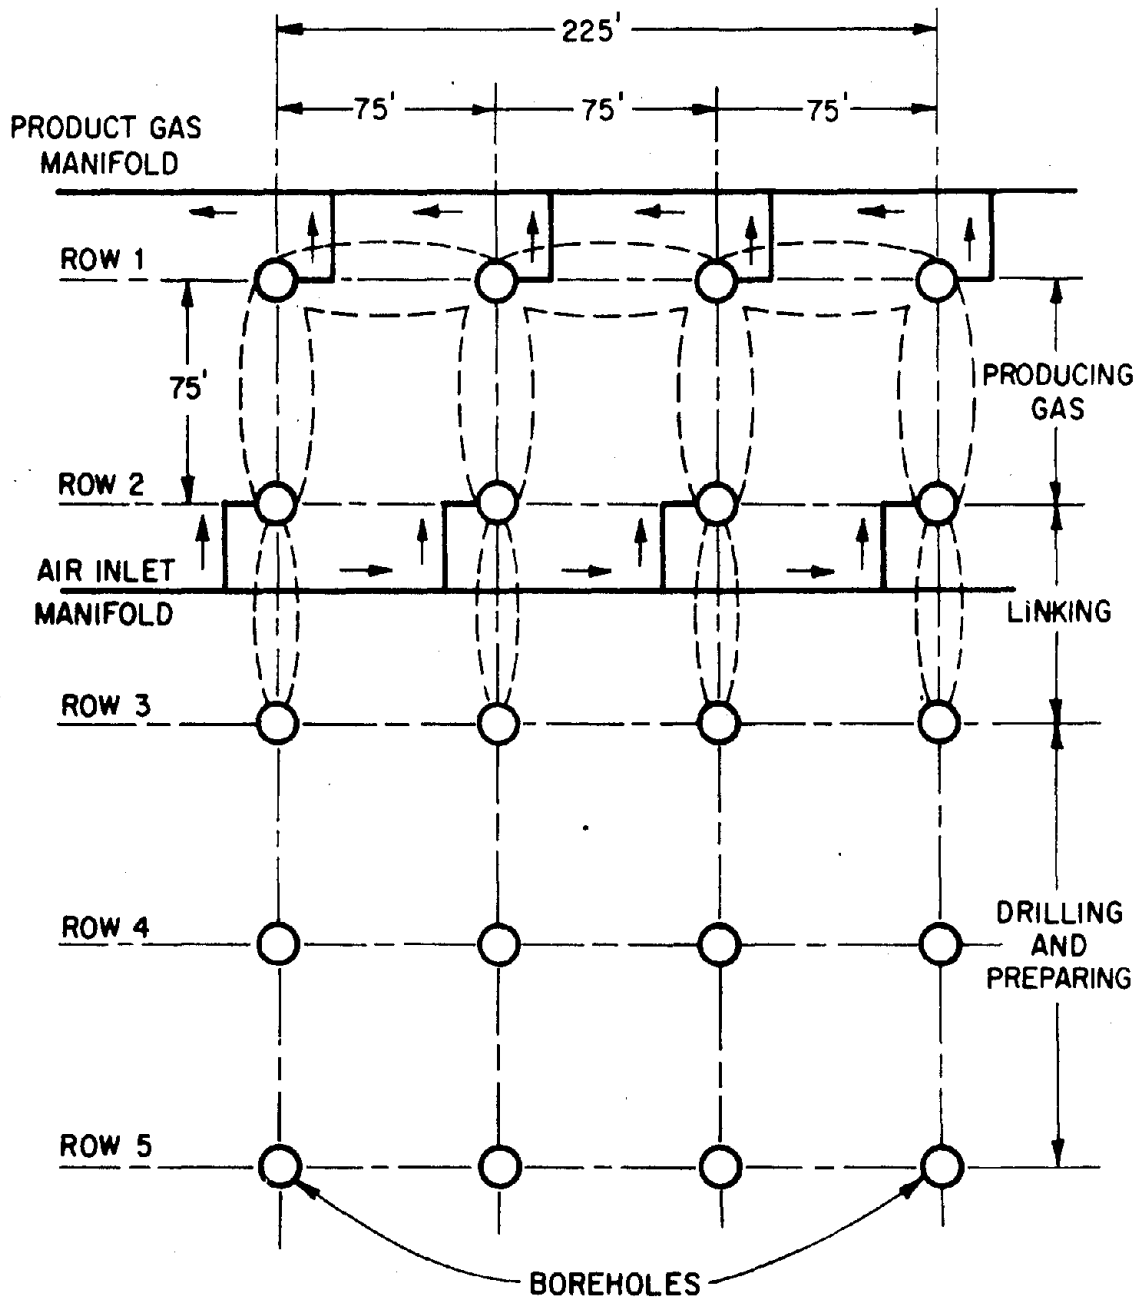 225'
75' 75' 75'
PRODUCT GAS
MANIFOLD
ROW 1
75'
PRODUCING
GAS
ROW 2
AIR INLET
MANIFOLD
LINKING
ROW 3
ROW 4
DRILLING
AND
PREPARING
ROW 5
BOREHOLES